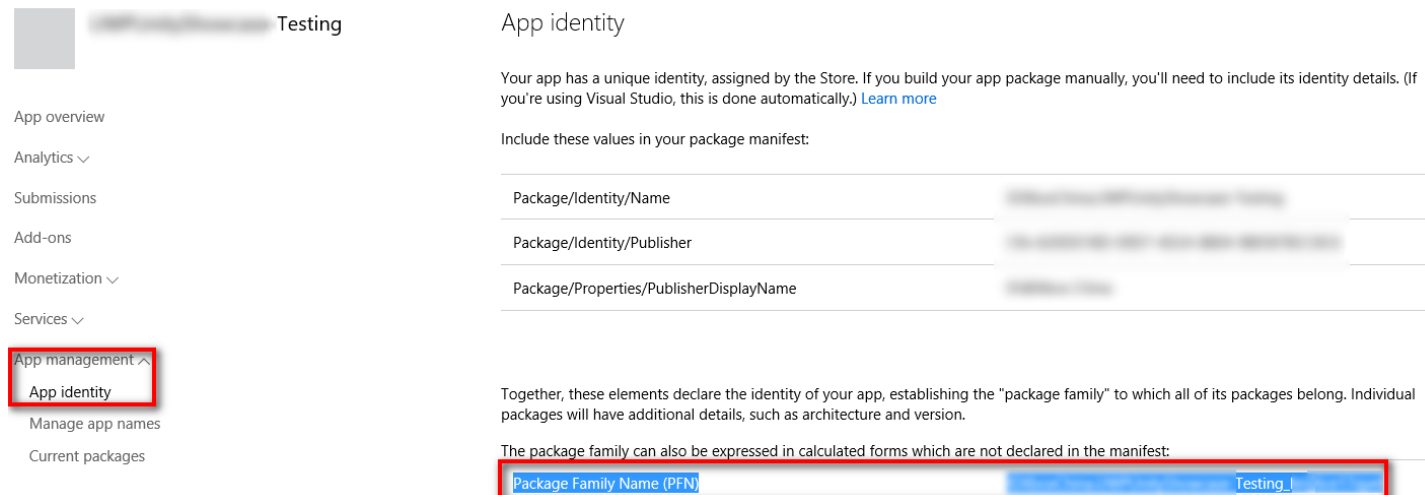 Testing
App overview
Analytics
Submissions
Add-ons
Monetization
Services
App management
App identity
Manage app names
Current packages
App identity
Your app has a unique identity, assigned by the Store. If you build your app package manually, you'll need to include its identity details. (If
you're using Visual Studio, this is done automatically.) Learn more
Include these values in your package manifest:
Package/Identity/Name
Package/Identity/Publisher
Package/Properties/PublisherDisplayName
Together, these elements declare the identity of your app, establishing the "package family" to which all of its packages belong. Individual
packages will have additional details, such as architecture and version.
The package family can also be expressed in calculated forms which are not declared in the manifest:
Package Family Name (PFN) Testing_